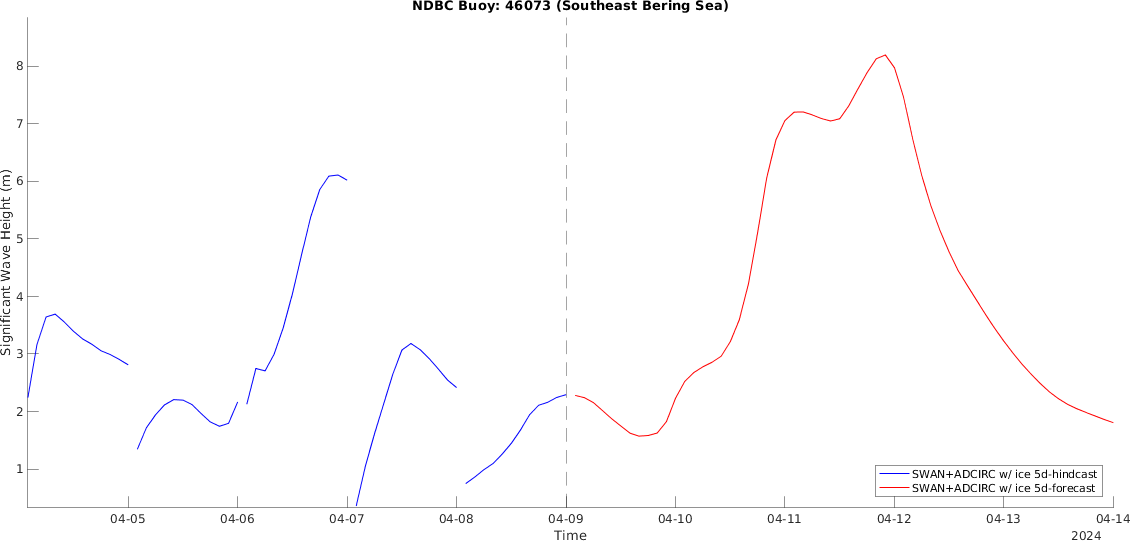 NDBC Buoy: 46073 (Southeast Bering Sea)
Significant Wave Height (m)
8
7
6
5
4
3
2
1
04-05 04-06 04-07 04-08 04-09 04-10 04-11 04-12 04-13 04-14
Time
2024
SWAN+ADCIRC w/ ice 5d-hindcast
SWAN+ADCIRC w/ ice 5d-forecast